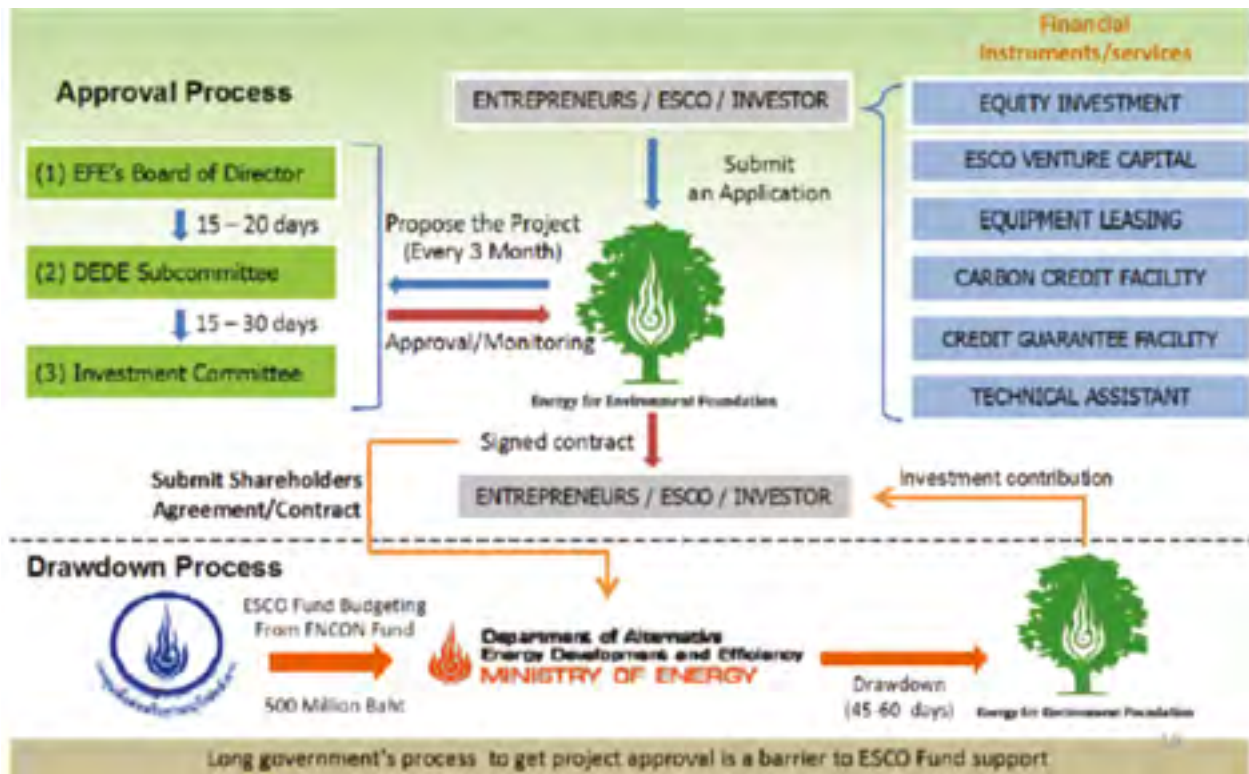 Financial
Instruments/services
Approval Process
ENTREPRENEURS / ESCO / INVESTOR
EQUITY INVESTMENT
ESCO VENTURE CAPITAL
EQUIPMENT LEASING
CARBON CREDIT FACILITY
CREDIT GUARANTEE FACILITY
TECHNICAL ASSISTANT
Submit
an Application
(1) EFE's Board of Director
15 – 20 days
(2) DEDE Subcommittee
15 – 30 days
(3) Investment Committee
Propose the Project
(Every 3 Month)
Approval/Monitoring
Energy for Environment Foundation
Signed contract
Submit Shareholders
Agreement/Contract
ENTREPRENEURS / ESCO / INVESTOR
Investment contribution
Drawdown Process
ESCO Fund Budgeting
From ENCON Fund
500 Million Baht
Department of Alternative
Energy Development and Efficiency
MINISTRY OF ENERGY
Drawdown
(45-60 days)
Energy for Environment Foundation
Long government's process to get project approval is a barrier to ESCO Fund support